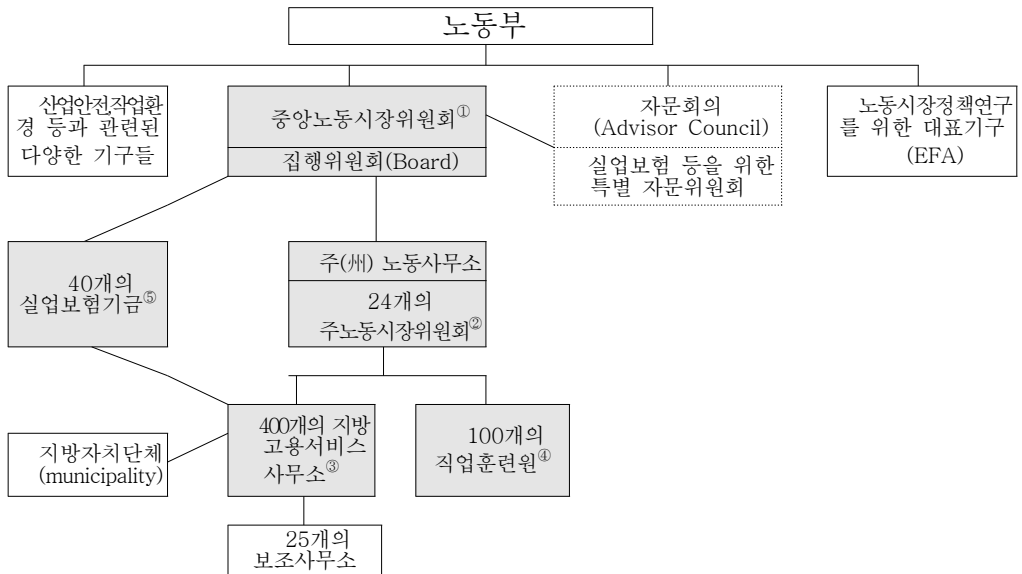 노동부
산업안전,작업환
경 등과 관련된
다양한 기구들
중앙노동시장위원회①
집행위원회(Board)
자문회의
(Advisor Council)
실업보험 등을 위한
특별 자문위원회
노동시장정책연구
를 위한 대표기구
(EFA)
40개의
실업보험기금⑤
주(州) 노동사무소
24개의
주노동시장위원회②
지방자치단체
(municipality)
400개의 지방
고용서비스
사무소③
100개의
직업훈련원④
25개의
보조사무소